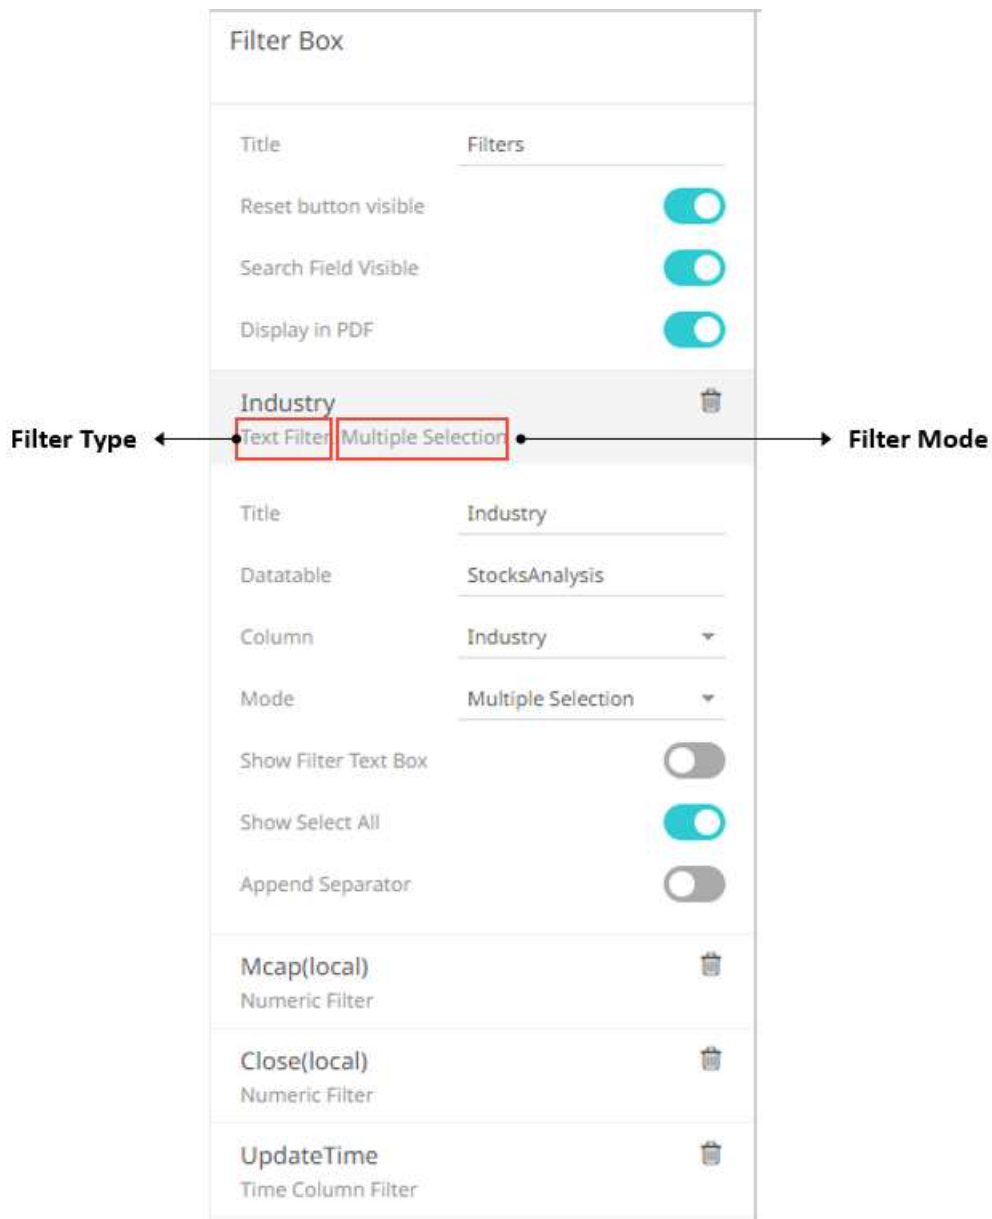 Filter Box
Title Filters
Reset button visible
Search Field Visible
Display in PDF
Industry
Filter Type Text Filter Multiple Selection Filter Mode
Title Industry
Datatable StocksAnalysis
Column Industry
Mode Multiple Selection
Show Filter Text Box
Show Select All
Append Separator
Mcap(local)
Numeric Filter
Close(local)
Numeric Filter
UpdateTime
Time Column Filter